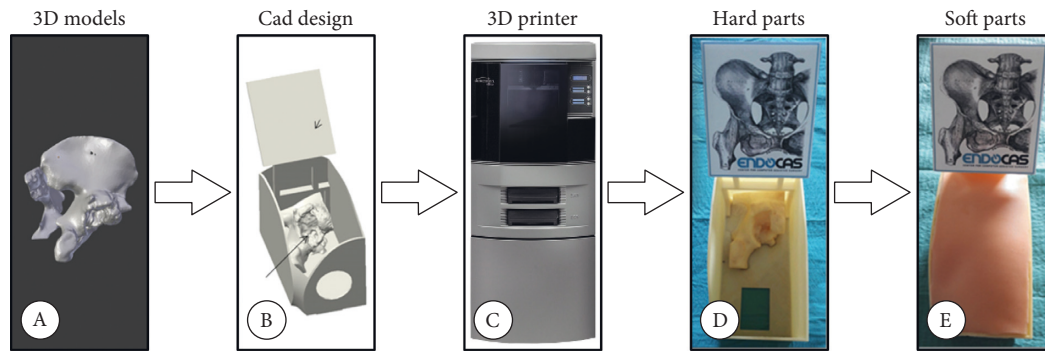 3D models
Cad design
3D printer
Hard parts
Soft parts
ENDOCAS
ENDOCAS
A
B
C
D
E